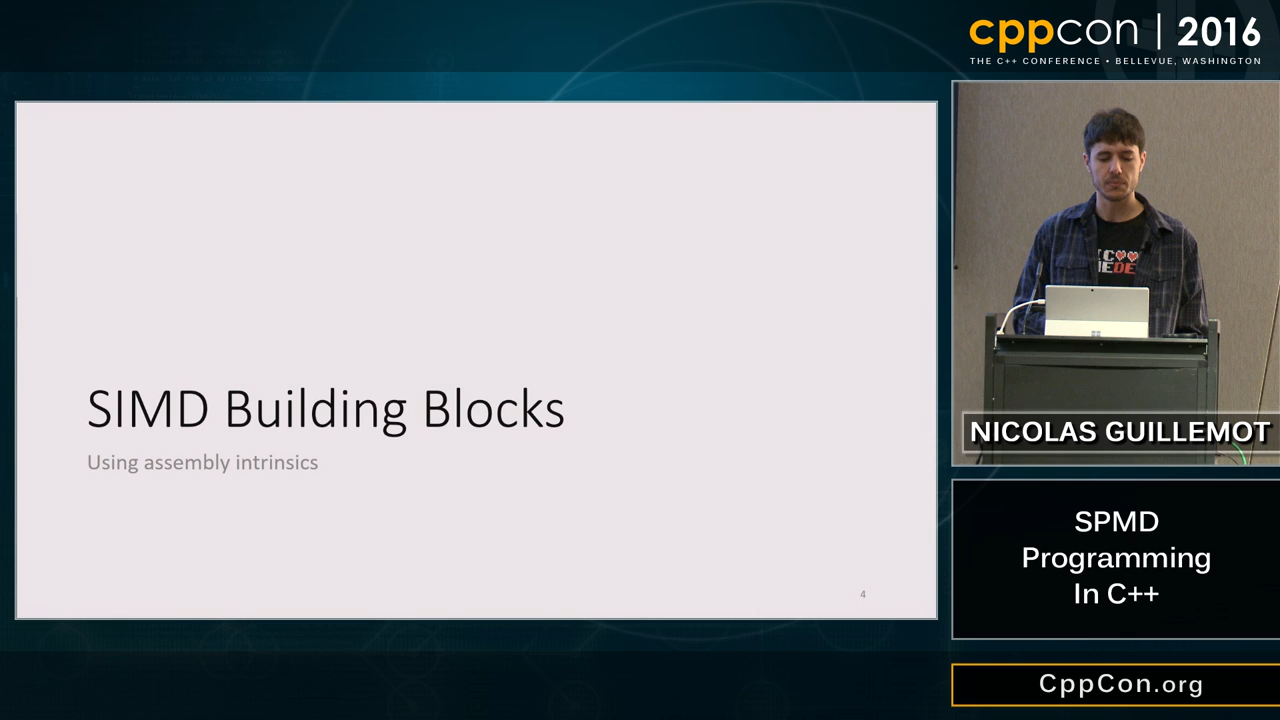 cppcon | 2016
THE C++ CONFERENCE • BELLEVUE, WASHINGTON
SIMD Building Blocks
Using assembly intrinsics
4
NICOLAS GUILLEMOT
SPMD
Programming
In C++
CppCon.org